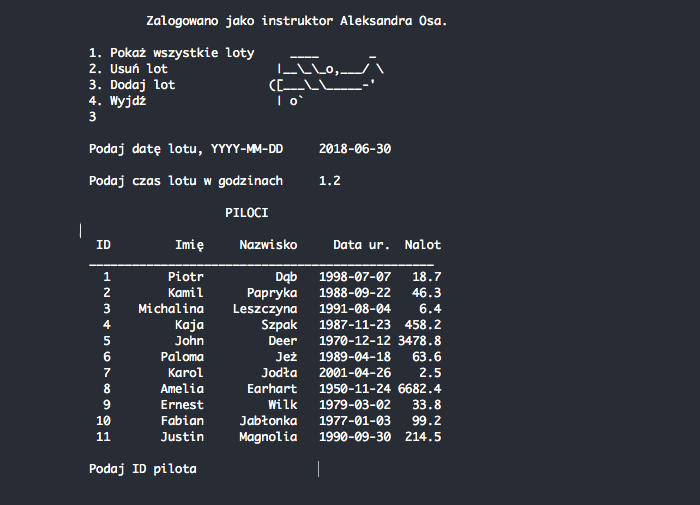 Zalogowano jako instruktor Aleksandra Osa.
1. Pokaż wszystkie loty
2. Usuń lot
3. Dodaj lot
4. Wyjdź
3
Podaj datę lotu, YYYY-MM-DD 2018-06-30
Podaj czas lotu w godzinach 1.2
PILOCI
ID Imię Nazwisko Data ur. Nalot
1 Piotr Dąb 1998-07-07 18.7
2 Kamil Papryka 1988-09-22 46.3
3 Michalina Leszczyna 1991-08-04 6.4
4 Kaja Szpak 1987-11-23 458.2
5 John Deer 1970-12-12 3478.8
6 Paloma Jeż 1989-04-18 63.6
7 Karol Jodła 2001-04-26 2.5
8 Amelia Earhart 1950-11-24 6682.4
9 Ernest Wilk 1979-03-02 33.8
10 Fabian Jabłonka 1977-01-03 99.2
11 Justin Magnolia 1990-09-30 214.5
Podaj ID pilota